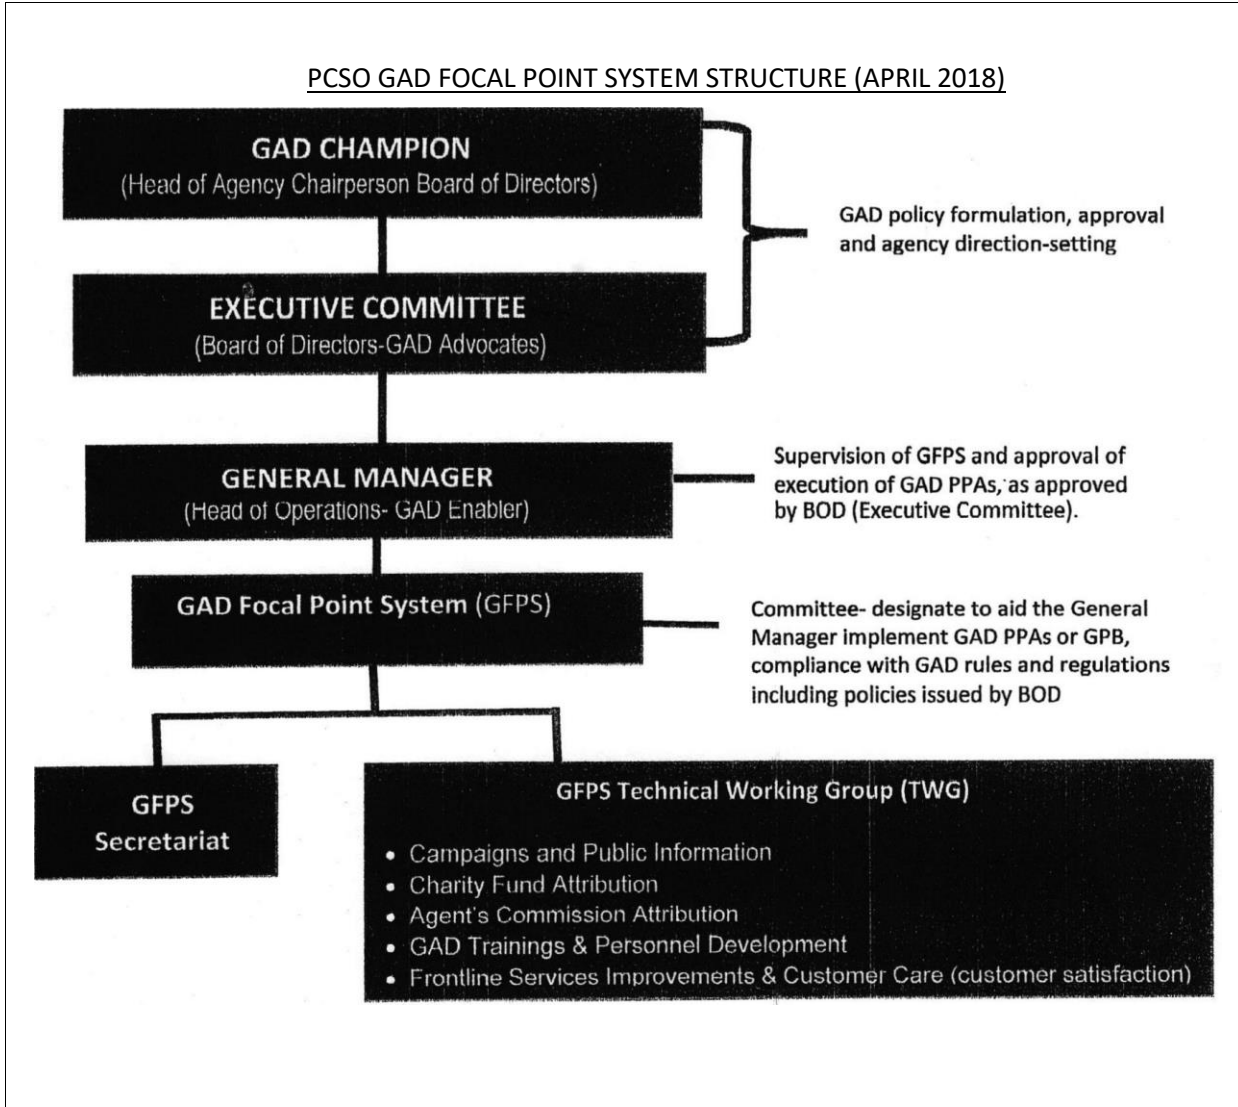 PCSO GAD FOCAL POINT SYSTEM STRUCTURE (APRIL 2018)
GAD CHAMPION
(Head of Agency Chairperson Board of Directors)
GAD policy formulation, approval
and agency direction-setting
EXECUTIVE COMMITTEE
(Board of Directors-GAD Advocates)
GENERAL MANAGER
(Head of Operations- GAD Enabler)
Supervision of GFPS and approval of
execution of GAD PPAs, as approved
by BOD (Executive Committee).
GAD Focal Point System (GFPS)
Committee- designate to aid the General
Manager implement GAD PPAs or GPB,
compliance with GAD rules and regulations
including policies issued by BOD
GFPS
Secretariat
GFPS Technical Working Group (TWG)
• Campaigns and Public Information
• Charity Fund Attribution
• Agent's Commission Attribution
• GAD Trainings & Personnel Development
• Frontline Services Improvements & Customer Care (customer satisfaction)